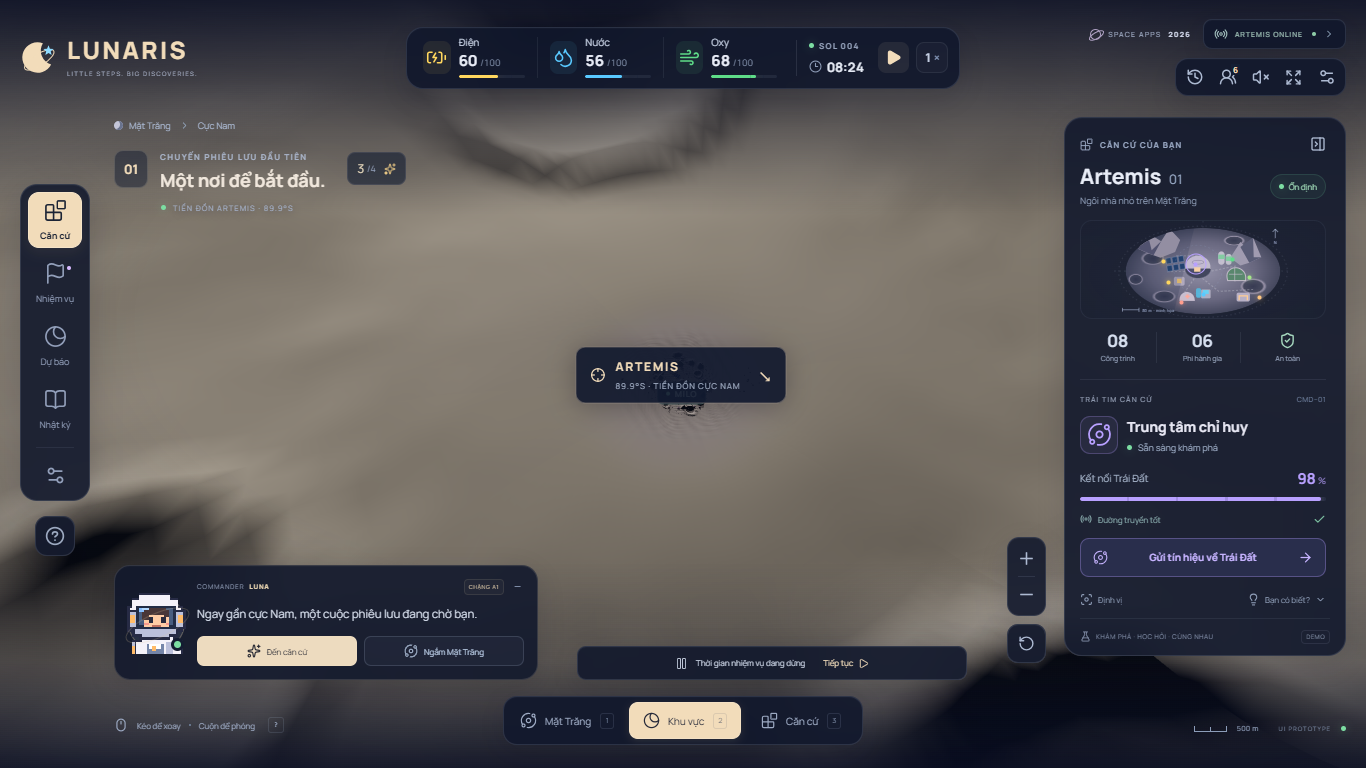 LUNARIS
LITTLE STEPS. BIG DISCOVERIES.
Điện
60 /100
Nước
56 /100
Oxy
68 /100
SOL 004
08:24
1 ×
SPACE APPS 2026
ARTEMIS ONLINE
6
Mặt Trăng > Cực Nam
01
CHUYẾN PHIÊU LƯU ĐẦU TIÊN
Một nơi để bắt đầu.
TIỀN ĐỒN ARTEMIS · 89.9°S
3 /4
Căn cứ
Nhiệm vụ
Dự báo
Nhật ký
ARTEMIS
89.9°S · TIỀN ĐỒN CỰC NAM
CĂN CỨ CỦA BẠN
Artemis 01
Ngôi nhà nhỏ trên Mặt Trăng
Ổn định
N
08
Công trình
06
Phi hành gia
An toàn
TRÁI TIM CĂN CỨ
CMD-01
Trung tâm chỉ huy
Sẵn sàng khám phá
Kết nối Trái Đất
98 %
Đường truyền tốt
Gửi tín hiệu về Trái Đất
Định vị
Bạn có biết?
KHÁM PHÁ · HỌC HỎI · CÙNG NHAU
DEMO
COMMANDER LUNA
CHẶNG A1
Ngay gần cực Nam, một cuộc phiêu lưu đang chờ bạn.
Đến căn cứ
Ngắm Mặt Trăng
Thời gian nhiệm vụ đang dừng
Tiếp tục
Kéo để xoay · Cuộn để phóng
?
Mặt Trăng 1
Khu vực 2
Căn cứ 3
500 m
UI PROTOTYPE